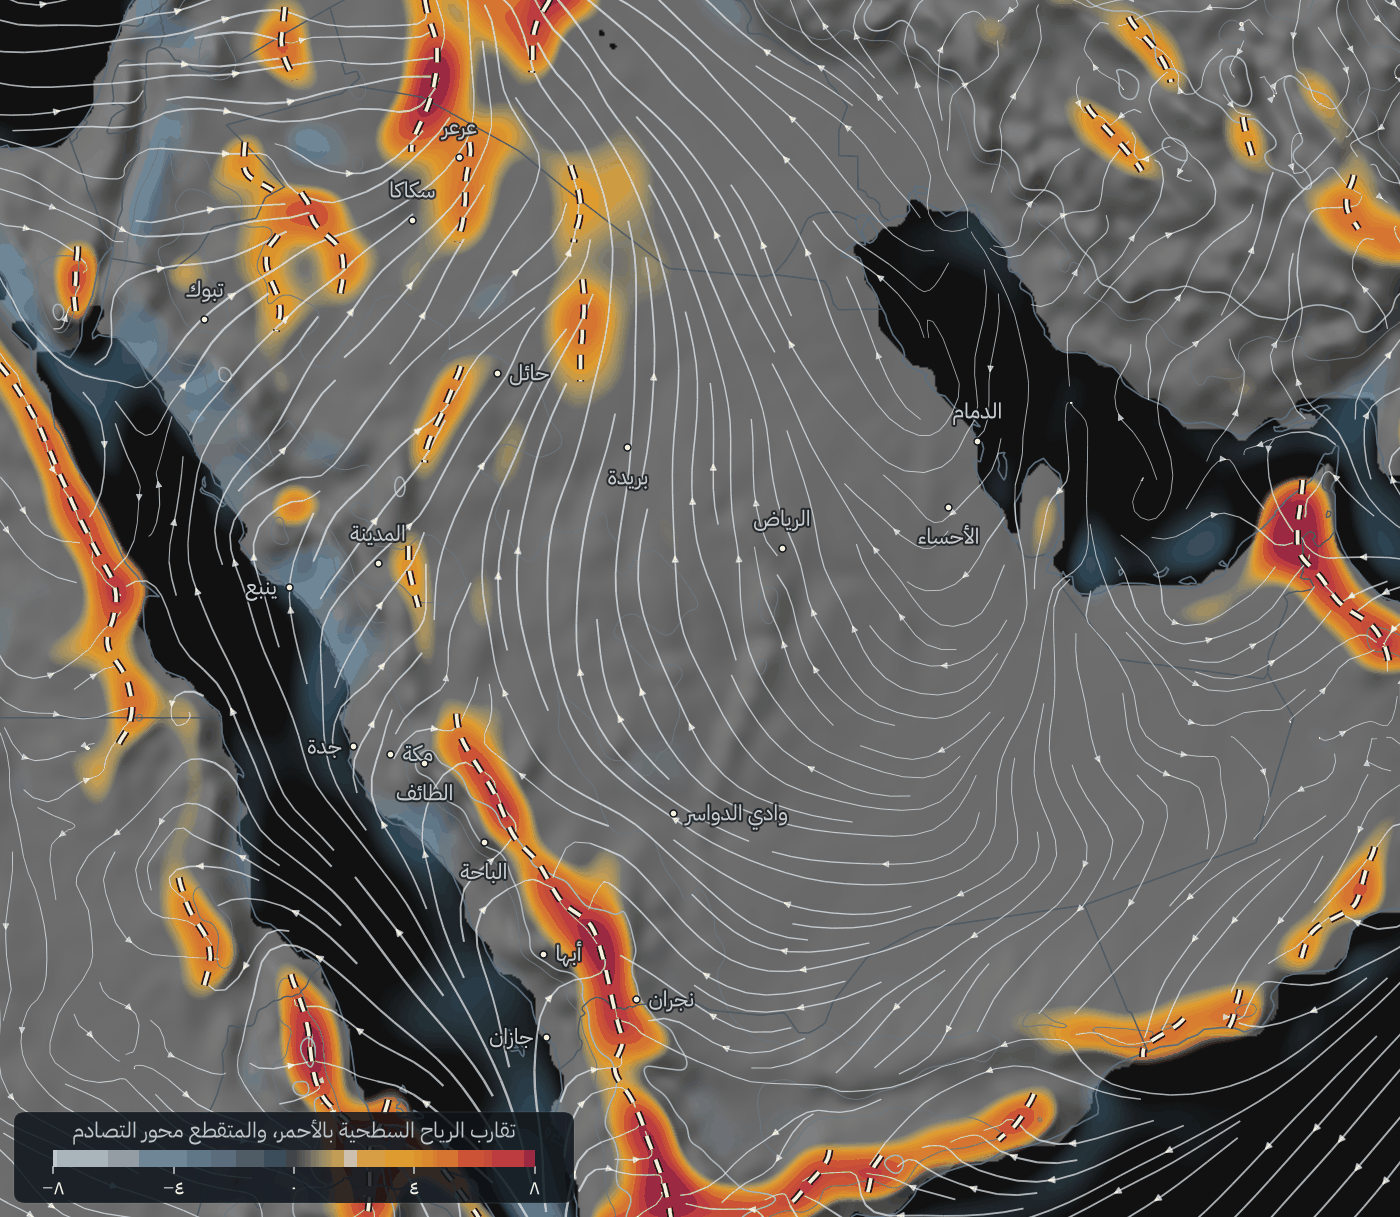 عرعر
سكاكا
تبوك
حائل
الدمام
بريدة
الرياض
الأحساء
المدينة
ينبع
جدة
مكة
الطائف
وادي الدواسر
الباحة
أبها
نجران
جازان
تقارب الرياح السطحية بالأحمر، والمتقطع محور التصادم
−٨ −٤ ٠ ٤ ٨